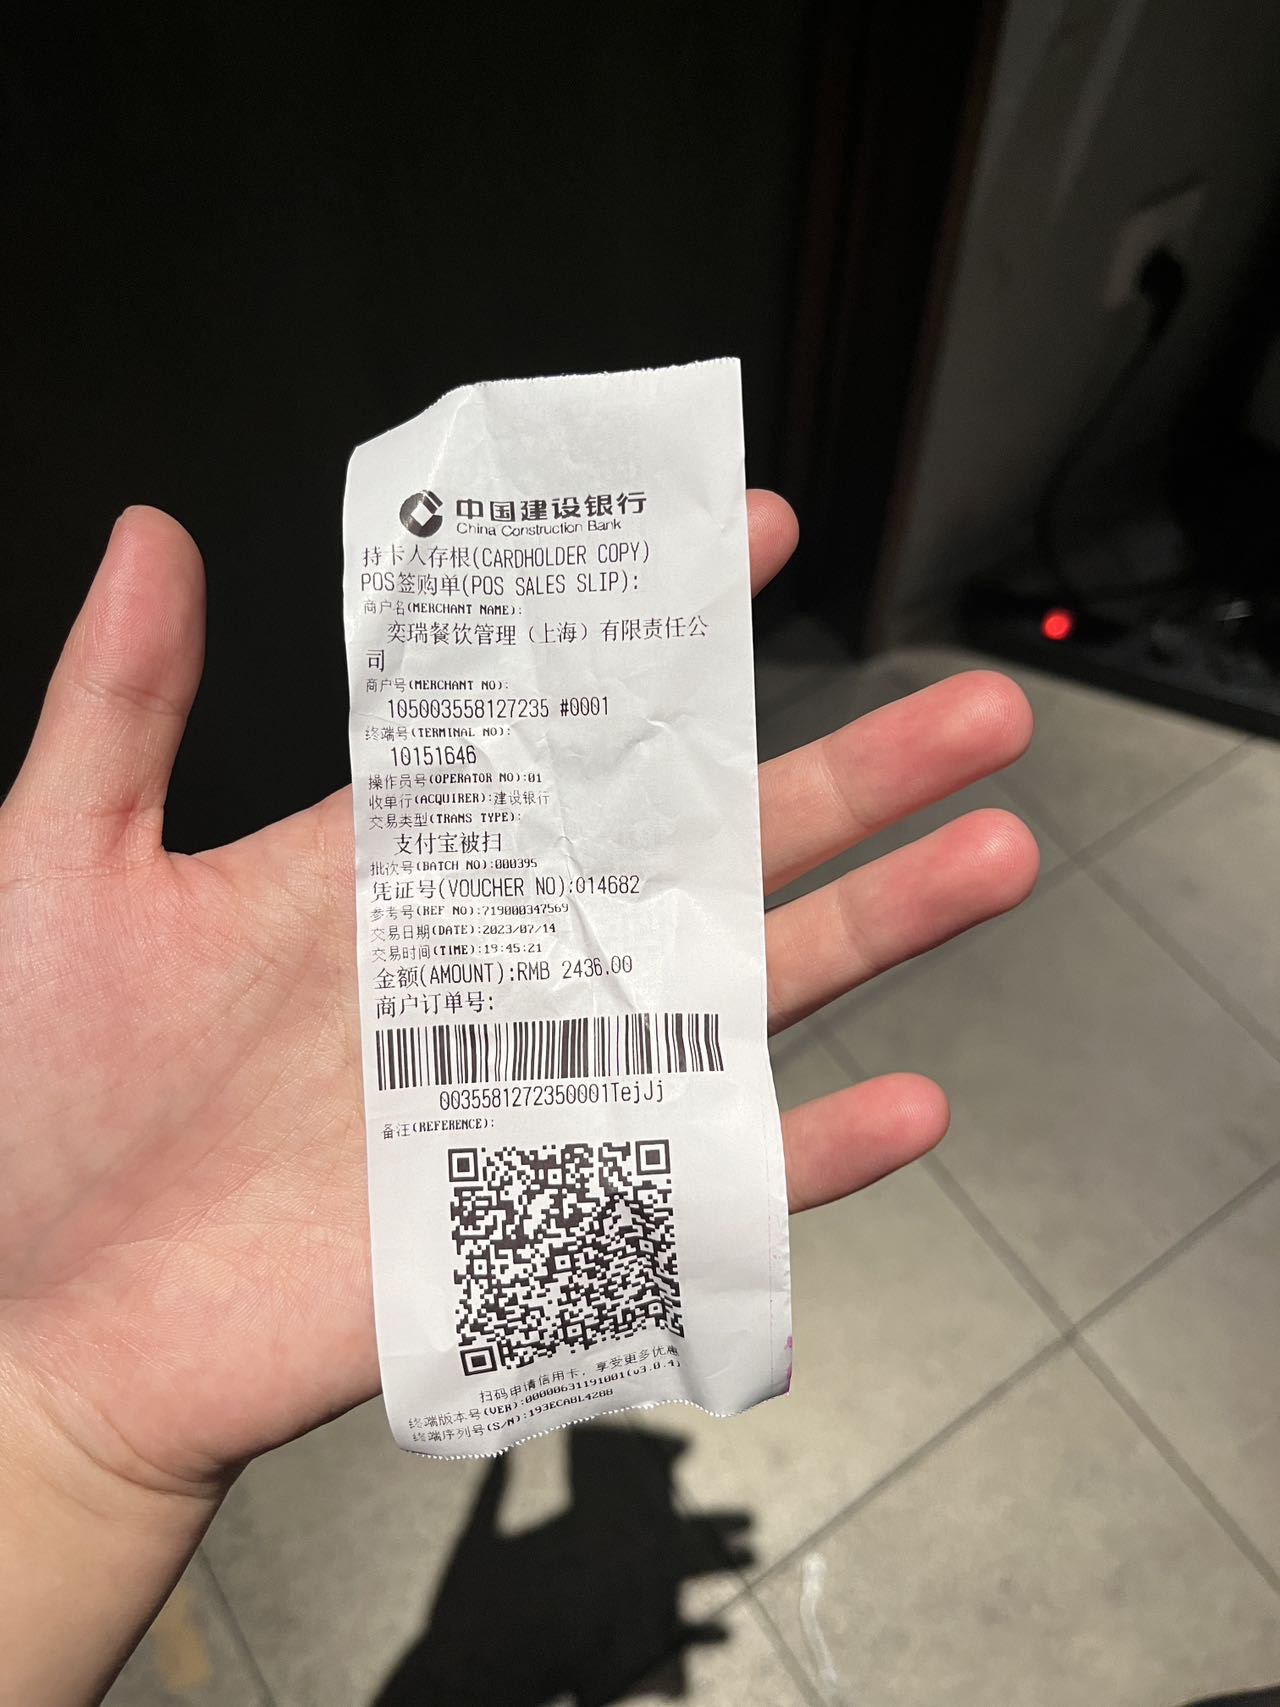 中国建设银行
China Construction Bank
持卡人存根(CARDHOLDER COPY)
POS签购单(POS SALES SLIP):
商户名(MERCHANT NAME):
奕瑞餐饮管理（上海）有限责任公
司
商户号(MERCHANT NO):
105003558127235 #0001
终端号(TERMINAL NO):
10151646
操作员号(OPERATOR NO):01
收单行(ACQUIRER):建设银行
交易类型(TRANS TYPE):
支付宝被扫
批次号(BATCH NO):000395
凭证号(VOUCHER NO):014682
参考号(REF NO):719000347569
交易日期(DATE):2023/07/14
交易时间(TIME):19:45:21
金额(AMOUNT):RMB 2436.00
商户订单号:
0035581272350001TejJj
备注(REFERENCE):
扫码申请信用卡，享受更多优惠
终端版本号(VER):00000631191001(v3.0.4)
终端序列号(S/N):193ECA8L4288